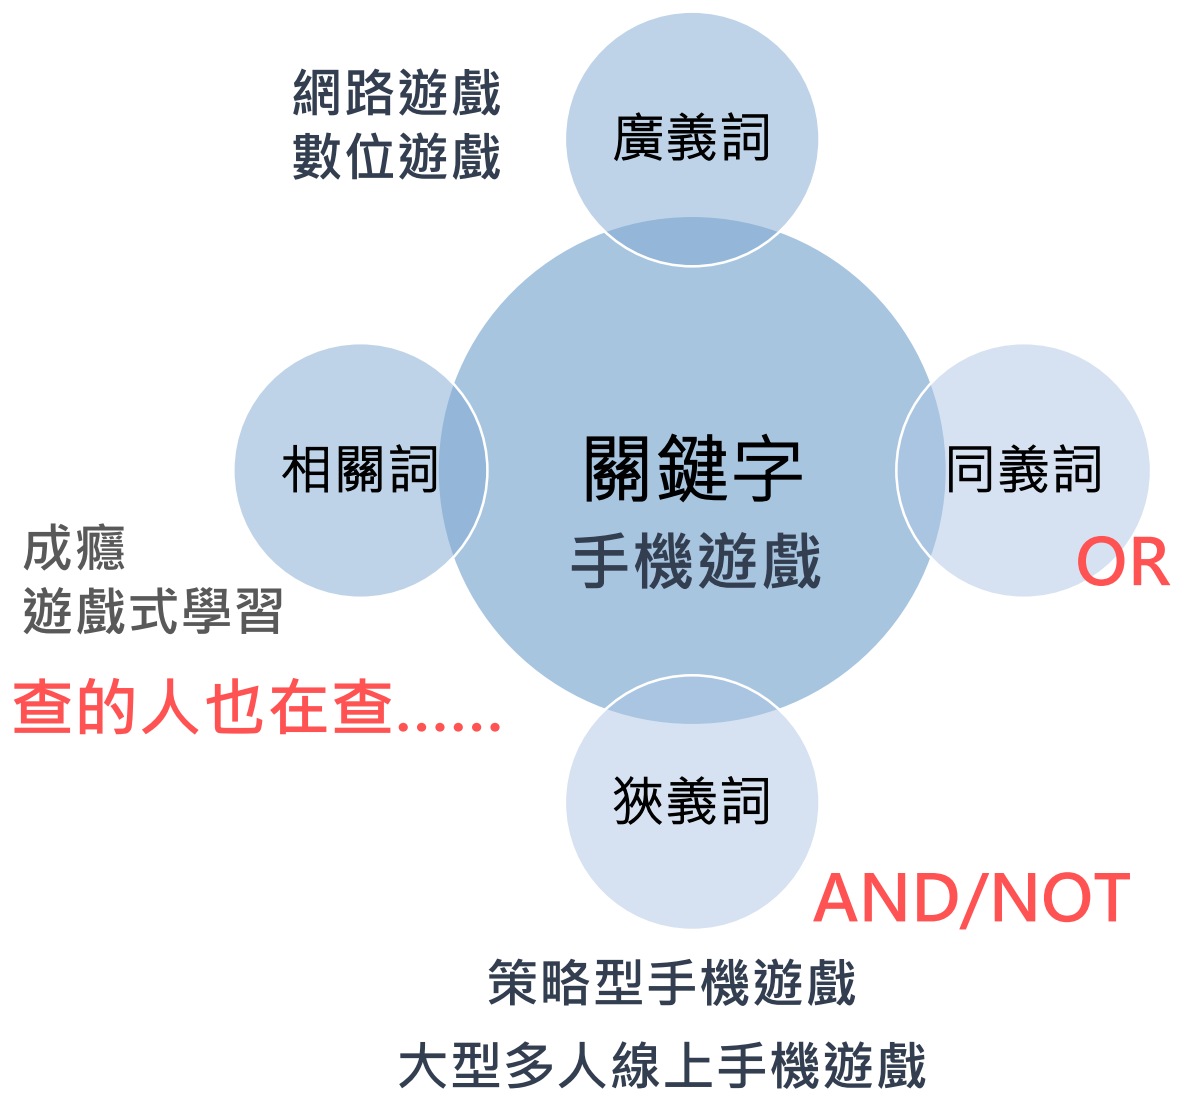 網路遊戲
數位遊戲
廣義詞
相關詞
關鍵字
手機遊戲
同義詞
OR
成癮
遊戲式學習
查的人也在查......
狹義詞
AND/NOT
策略型手機遊戲
大型多人線上手機遊戲